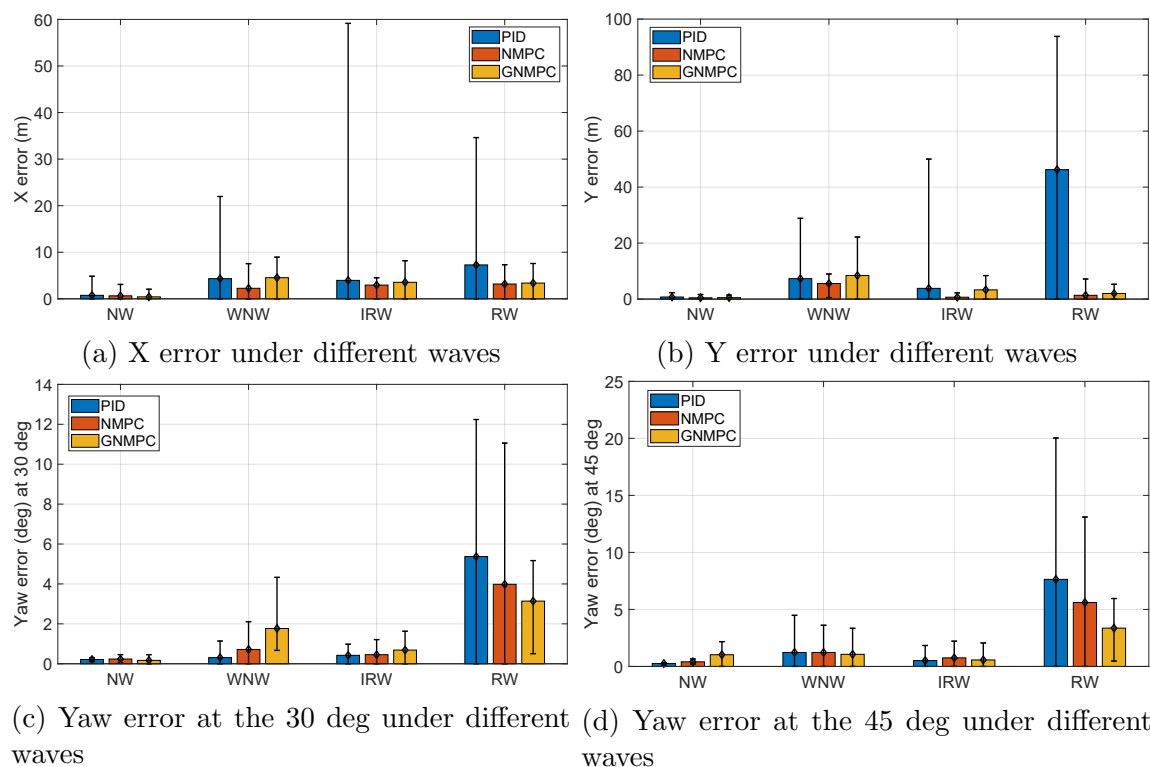 60
50
40
30
20
10
0
X error (m)
PID
NMPC
GNMPC
NW
WNW
IRW
RW
(a) X error under different waves
100
80
60
40
20
0
Y error (m)
PID
NMPC
GNMPC
NW
WNW
IRW
RW
(b) Y error under different waves
14
12
10
8
6
4
2
0
Yaw error (deg) at 30 deg
PID
NMPC
GNMPC
NW
WNW
IRW
RW
(c) Yaw error at the 30 deg under different
waves
25
20
15
10
5
0
Yaw error (deg) at 45 deg
PID
NMPC
GNMPC
NW
WNW
IRW
RW
(d) Yaw error at the 45 deg under different
waves